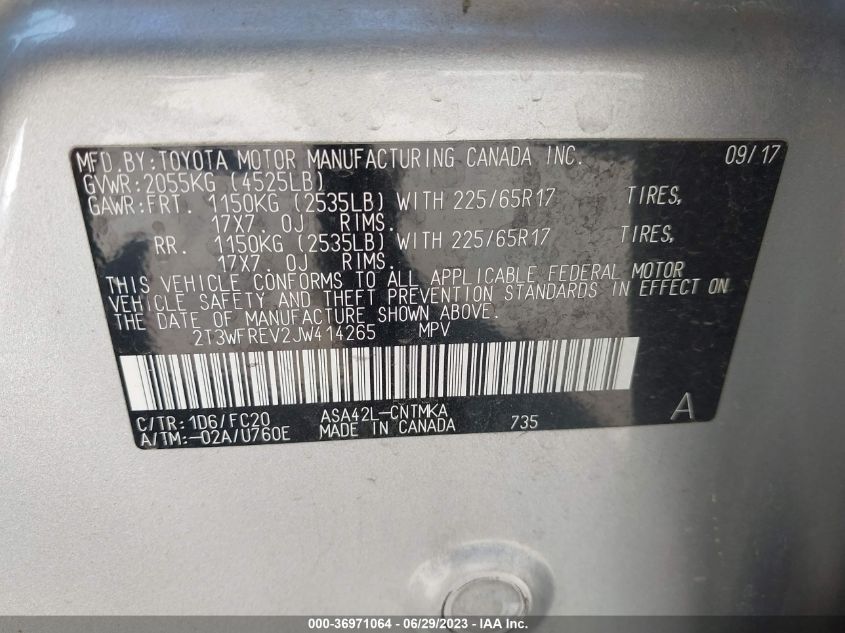 MFD.BY:TOYOTA MOTOR MANUFACTURING CANADA INC. 09/17
GVWR:2055KG (4525LB)
GAWR:FRT. 1150KG (2535LB) WITH 225/65R17 TIRES,
17X7. 0J RIMS.
RR. 1150KG (2535LB) WITH 225/65R17 TIRES,
17X7. 0J RIMS.
THIS VEHICLE CONFORMS TO ALL APPLICABLE FEDERAL MOTOR
VEHICLE SAFETY AND THEFT PREVENTION STANDARDS IN EFFECT ON
THE DATE OF MANUFACTURE SHOWN ABOVE.
2T3WFREV2JW414265 MPV
C/TR:1D6/FC20 ASA42L-CNTMKA A
A/TM:-02A/U760E MADE IN CANADA 735
000-36971064 - 06/29/2023 - IAA Inc.